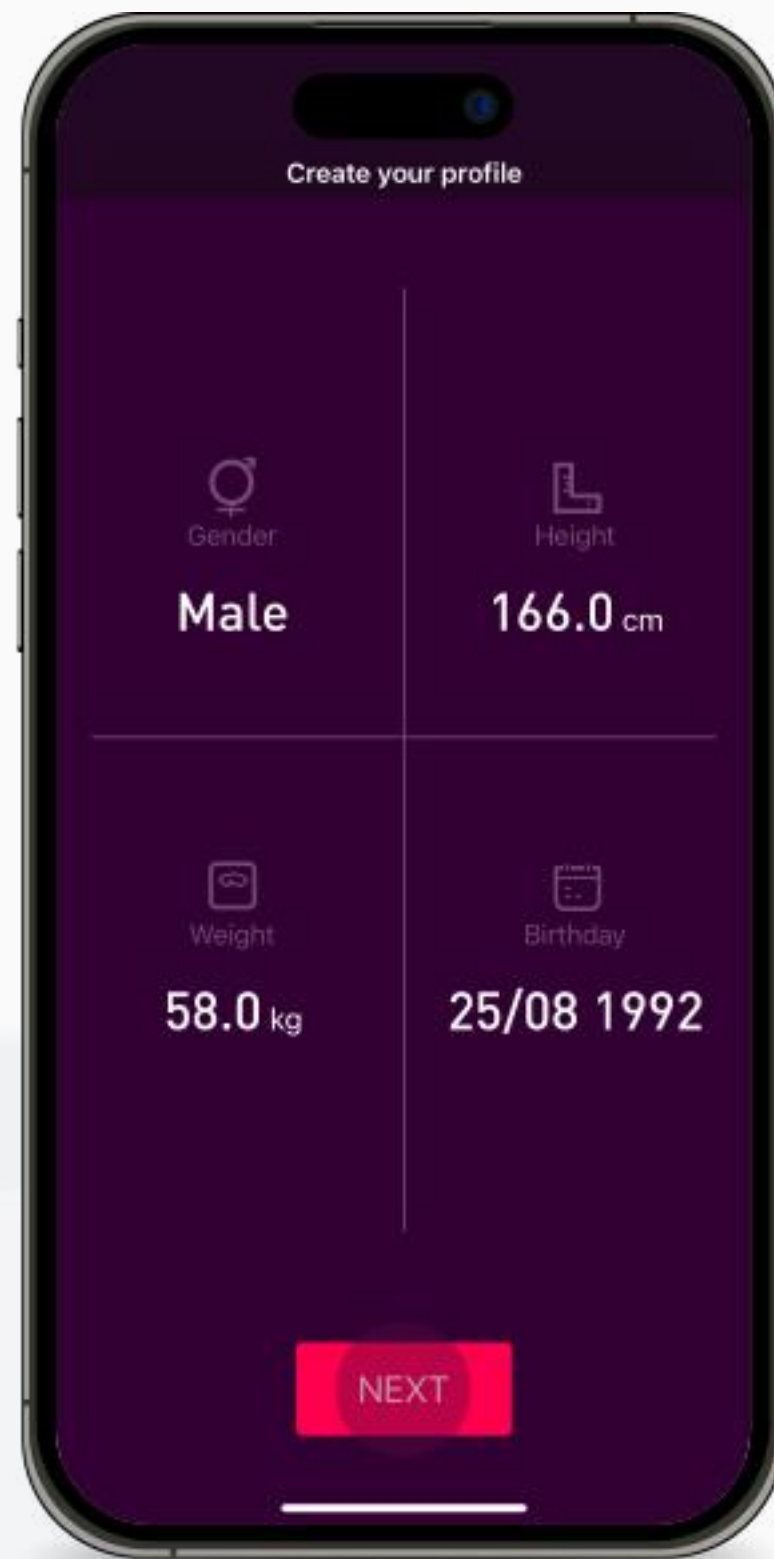 Create your profile
Gender
Male
Height
166.0 cm
Weight
58.0 kg
Birthday
25/08 1992
NEXT